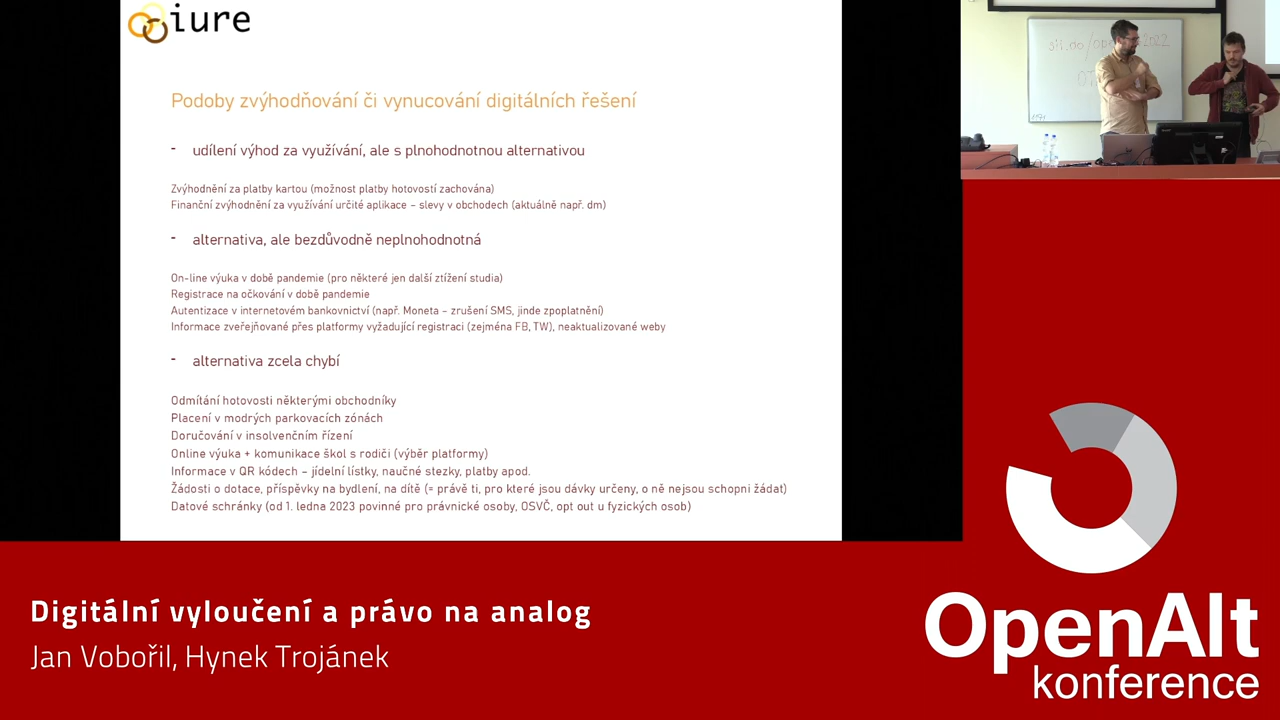 iure
Podoby zvýhodňování či vynucování digitálních řešení
- udílení výhod za využívání, ale s plnohodnotnou alternativou
Zvýhodnění za platby kartou (možnost platby hotovostí zachována)
Finanční zvýhodnění za využívání určité aplikace – slevy v obchodech (aktuálně např. dm)
- alternativa, ale bezdůvodně neplnohodnotná
On-line výuka v době pandemie (pro některé jen další ztížení studia)
Registrace na očkování v době pandemie
Autentizace v internetovém bankovnictví (např. Moneta – zrušení SMS, jinde zpoplatnění)
Informace zveřejňované přes platformy vyžadující registraci (zejména FB, TW), neaktualizované weby
- alternativa zcela chybí
Odmítání hotovosti některými obchodníky
Placení v modrých parkovacích zónách
Doručování v insolvenčním řízení
Online výuka + komunikace škol s rodiči (výběr platformy)
Informace v QR kódech – jídelní lístky, naučné stezky, platby apod.
Žádosti o dotace, příspěvky na bydlení, na dítě (= právě ti, pro které jsou dávky určeny, o ně nejsou schopni žádat)
Datové schránky (od 1. ledna 2023 povinné pro právnické osoby, OSVČ, opt out u fyzických osob)
Digitální vyloučení a právo na analog
Jan Vobořil, Hynek Trojánek
OpenAlt
konference